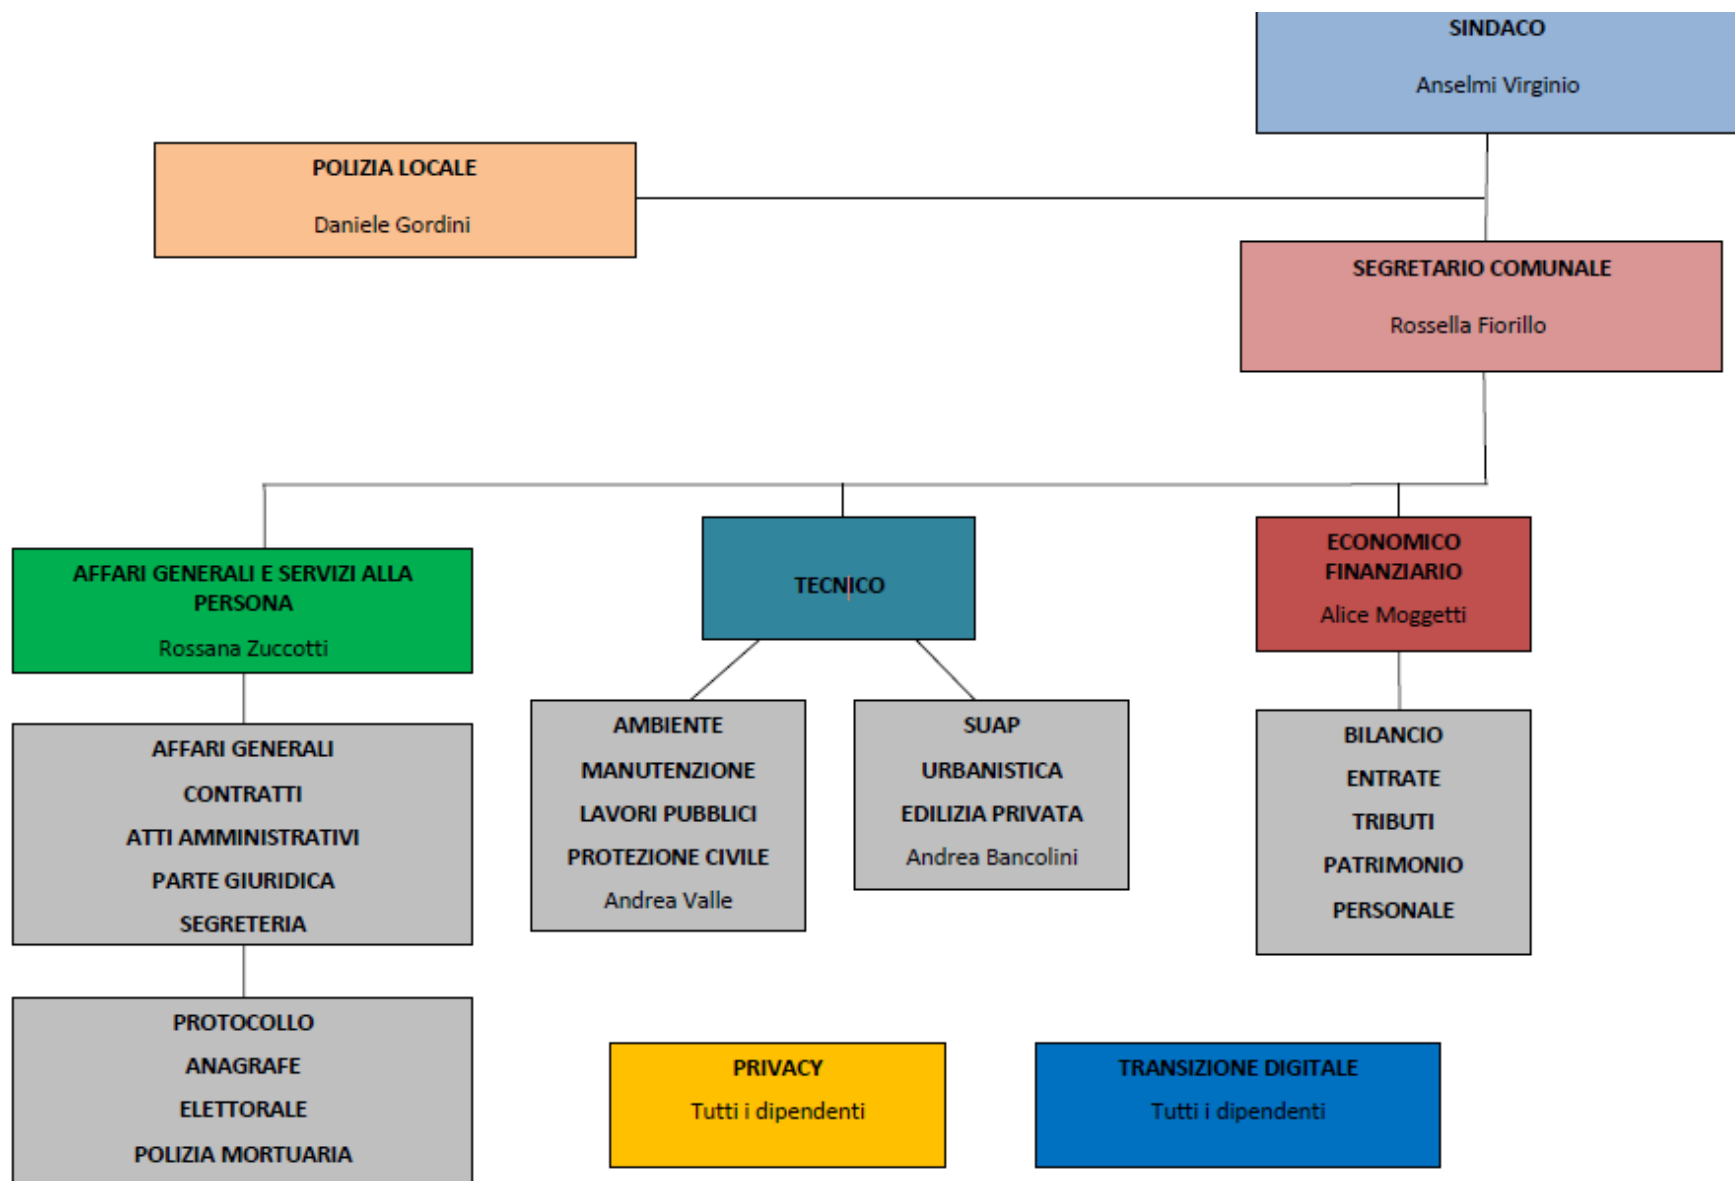 SINDACO
Anselmi Virginio
POLIZIA LOCALE
Daniele Gordini
SEGRETARIO COMUNALE
Rossella Fiorillo
AFFARI GENERALI E SERVIZI ALLA
PERSONA
Rossana Zuccotti
TECNICO
ECONOMICO
FINANZIARIO
Alice Moggetti
AFFARI GENERALI
CONTRATTI
ATTI AMMINISTRATIVI
PARTE GIURIDICA
SEGRETERIA
AMBIENTE
MANUTENZIONE
LAVORI PUBBLICI
PROTEZIONE CIVILE
Andrea Valle
SUAP
URBANISTICA
EDILIZIA PRIVATA
Andrea Bancolini
BILANCIO
ENTRATE
TRIBUTI
PATRIMONIO
PERSONALE
PROTOCOLLO
ANAGRAFE
ELETTORALE
POLIZIA MORTUARIA
PRIVACY
Tutti i dipendenti
TRANSIZIONE DIGITALE
Tutti i dipendenti